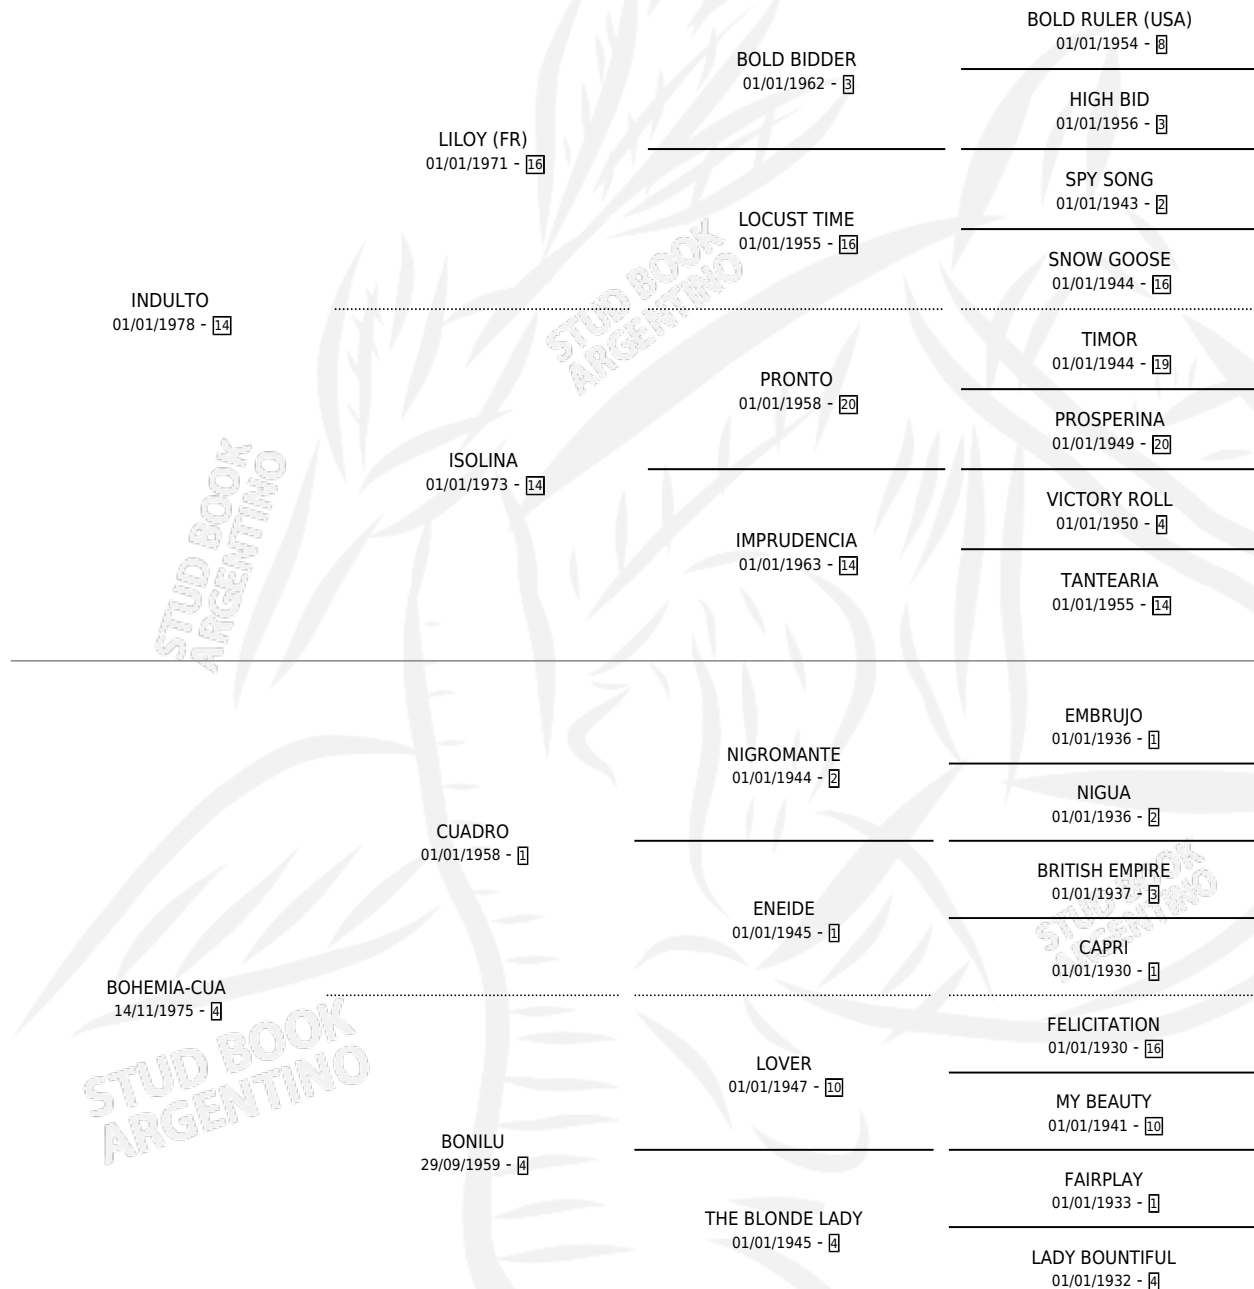 BOLD RULER (USA)
01/01/1954 - 8
BOLD BIDDER
01/01/1962 - 3
HIGH BID
01/01/1956 - 3
LILOY (FR)
01/01/1971 - 16
SPY SONG
01/01/1943 - 2
LOCUST TIME
01/01/1955 - 16
SNOW GOOSE
01/01/1944 - 16
INDULTO
01/01/1978 - 14
TIMOR
01/01/1944 - 19
PRONTO
01/01/1958 - 20
PROSPERINA
01/01/1949 - 20
ISOLINA
01/01/1973 - 14
VICTORY ROLL
01/01/1950 - 4
IMPRUDENCIA
01/01/1963 - 14
TANTEARIA
01/01/1955 - 14
EMBRUJO
01/01/1936 - 1
NIGROMANTE
01/01/1944 - 2
NIGUA
01/01/1936 - 2
CUADRO
01/01/1958 - 1
BRITISH EMPIRE
01/01/1937 - 3
ENEIDE
01/01/1945 - 1
CAPRI
01/01/1930 - 1
BOHEMIA-CUA
14/11/1975 - 4
FELICITATION
01/01/1930 - 16
LOVER
01/01/1947 - 10
MY BEAUTY
01/01/1941 - 10
BONILU
29/09/1959 - 4
FAIRPLAY
01/01/1933 - 1
THE BLONDE LADY
01/01/1945 - 4
LADY BOUNTIFUL
01/01/1932 - 4
STUD BOOK
ARGENTINO
STUD BOOK
ARGENTINO
STUD BOOK
ARGENTINO
STUD BOOK
ARGENTINO